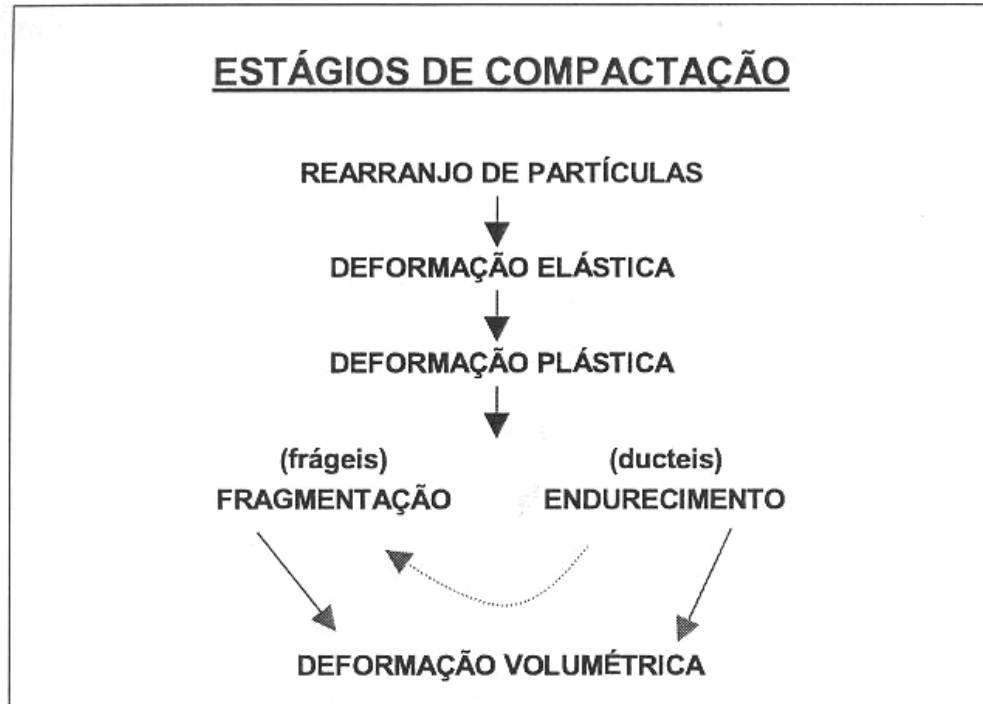 ESTÁGIOS DE COMPACTAÇÃO
REARRANJO DE PARTÍCULAS
DEFORMAÇÃO ELÁSTICA
DEFORMAÇÃO PLÁSTICA
(frágeis) (ducteis)
FRAGMENTAÇÃO ENDURECIMENTO
DEFORMAÇÃO VOLUMÉTRICA